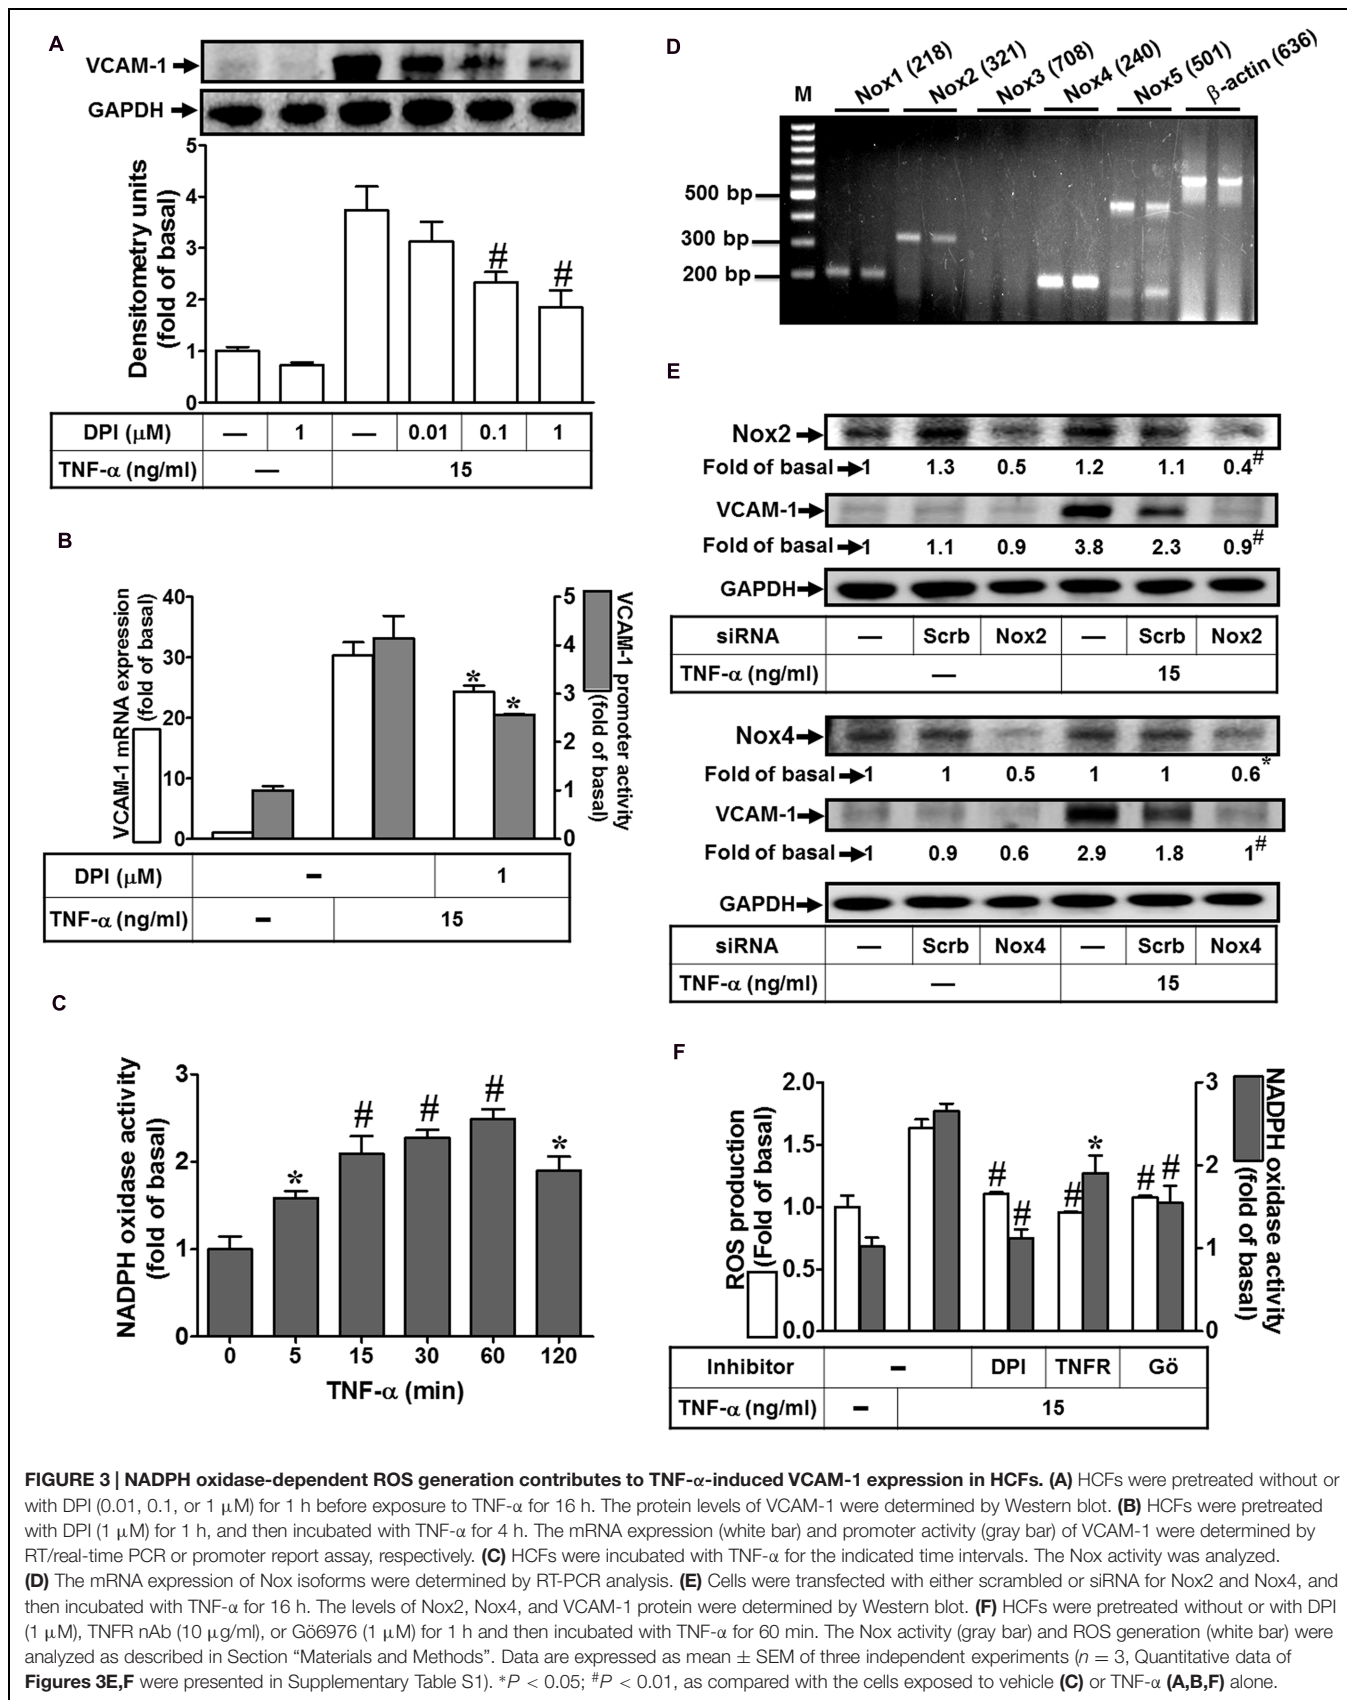 A
VCAM-1
GAPDH
Densitometry units
(fold of basal)
5
4
3
2
1
0
# #
DPI (μM) — 1 — 0.01 0.1 1
TNF-α (ng/ml) — 15
B
VCAM-1 mRNA expression
(fold of basal)
40
30
20
10
0
* *
5
4
3
2
1
0
VCAM-1 promoter activity
(fold of basal)
DPI (μM) - 1
TNF-α (ng/ml) - 15
C
NADPH oxidase activity
(fold of basal)
3
2
1
0
* # # # *
0 5 15 30 60 120
TNF-α (min)
D
M Nox1 (218) Nox2 (321) Nox3 (708) Nox4 (240) Nox5 (501) β-actin (636)
500 bp
300 bp
200 bp
E
Nox2
Fold of basal 1 1.3 0.5 1.2 1.1 0.4#
VCAM-1
Fold of basal 1 1.1 0.9 3.8 2.3 0.9#
GAPDH
siRNA — Scrb Nox2 — Scrb Nox2
TNF-α (ng/ml) — 15
Nox4
Fold of basal 1 1 0.5 1 1 0.6*
VCAM-1
Fold of basal 1 0.9 0.6 2.9 1.8 1#
GAPDH
siRNA — Scrb Nox4 — Scrb Nox4
TNF-α (ng/ml) — 15
F
ROS production
(Fold of basal)
2.0
1.5
1.0
0.5
0.0
# # # * # #
3
2
1
0
NADPH oxidase activity
(fold of basal)
Inhibitor - DPI TNFR Gö
TNF-α (ng/ml) - 15
FIGURE 3 | NADPH oxidase-dependent ROS generation contributes to TNF-α-induced VCAM-1 expression in HCFs. (A) HCFs were pretreated without or
with DPI (0.01, 0.1, or 1 μM) for 1 h before exposure to TNF-α for 16 h. The protein levels of VCAM-1 were determined by Western blot. (B) HCFs were pretreated
with DPI (1 μM) for 1 h, and then incubated with TNF-α for 4 h. The mRNA expression (white bar) and promoter activity (gray bar) of VCAM-1 were determined by
RT/real-time PCR or promoter report assay, respectively. (C) HCFs were incubated with TNF-α for the indicated time intervals. The Nox activity was analyzed.
(D) The mRNA expression of Nox isoforms were determined by RT-PCR analysis. (E) Cells were transfected with either scrambled or siRNA for Nox2 and Nox4, and
then incubated with TNF-α for 16 h. The levels of Nox2, Nox4, and VCAM-1 protein were determined by Western blot. (F) HCFs were pretreated without or with DPI
(1 μM), TNFR nAb (10 μg/ml), or Gö6976 (1 μM) for 1 h and then incubated with TNF-α for 60 min. The Nox activity (gray bar) and ROS generation (white bar) were
analyzed as described in Section “Materials and Methods”. Data are expressed as mean ± SEM of three independent experiments (n = 3, Quantitative data of
Figures 3E,F were presented in Supplementary Table S1). *P < 0.05; #P < 0.01, as compared with the cells exposed to vehicle (C) or TNF-α (A,B,F) alone.